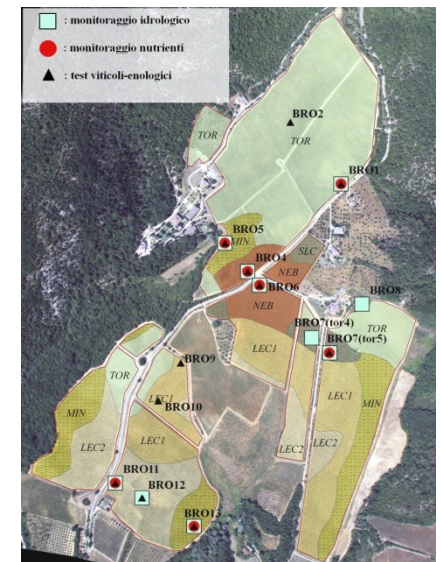 : monitoraggio idrologico
: monitoraggio nutrienti
: test viticoli-enologici
BRO2
TOR
TOR
BRO1
BRO5
MIN
SLC
BRO4
NEB
BRO6
NEB
BRO8
BRO7(tor4)
TOR
BRO7(tor5)
LEC1
BRO9
TOR
LEC1
LEC1
MIN
BRO10
MIN
LEC1
LEC2
LEC2
LEC2
BRO11
BRO12
BRO13